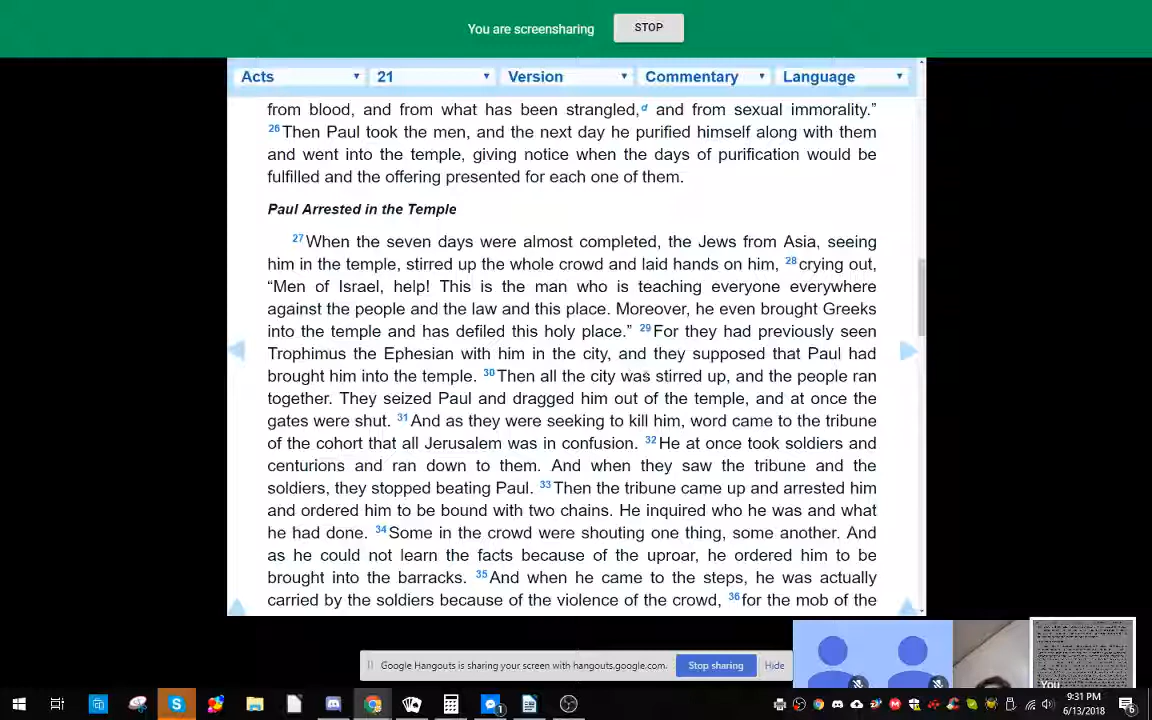 You are screensharing
STOP
Acts 21 Version Commentary Language
from blood, and from what has been strangled,d and from sexual immorality.”
26 Then Paul took the men, and the next day he purified himself along with them
and went into the temple, giving notice when the days of purification would be
fulfilled and the offering presented for each one of them.
Paul Arrested in the Temple
27 When the seven days were almost completed, the Jews from Asia, seeing
him in the temple, stirred up the whole crowd and laid hands on him, 28 crying out,
“Men of Israel, help! This is the man who is teaching everyone everywhere
against the people and the law and this place. Moreover, he even brought Greeks
into the temple and has defiled this holy place.” 29 For they had previously seen
Trophimus the Ephesian with him in the city, and they supposed that Paul had
brought him into the temple. 30 Then all the city was stirred up, and the people ran
together. They seized Paul and dragged him out of the temple, and at once the
gates were shut. 31 And as they were seeking to kill him, word came to the tribune
of the cohort that all Jerusalem was in confusion. 32 He at once took soldiers and
centurions and ran down to them. And when they saw the tribune and the
soldiers, they stopped beating Paul. 33 Then the tribune came up and arrested him
and ordered him to be bound with two chains. He inquired who he was and what
he had done. 34 Some in the crowd were shouting one thing, some another. And
as he could not learn the facts because of the uproar, he ordered him to be
brought into the barracks. 35 And when he came to the steps, he was actually
carried by the soldiers because of the violence of the crowd, 36 for the mob of the
Google Hangouts is sharing your screen with hangouts.google.com. Stop sharing Hide
You
9:31 PM
6/13/2018
1
6